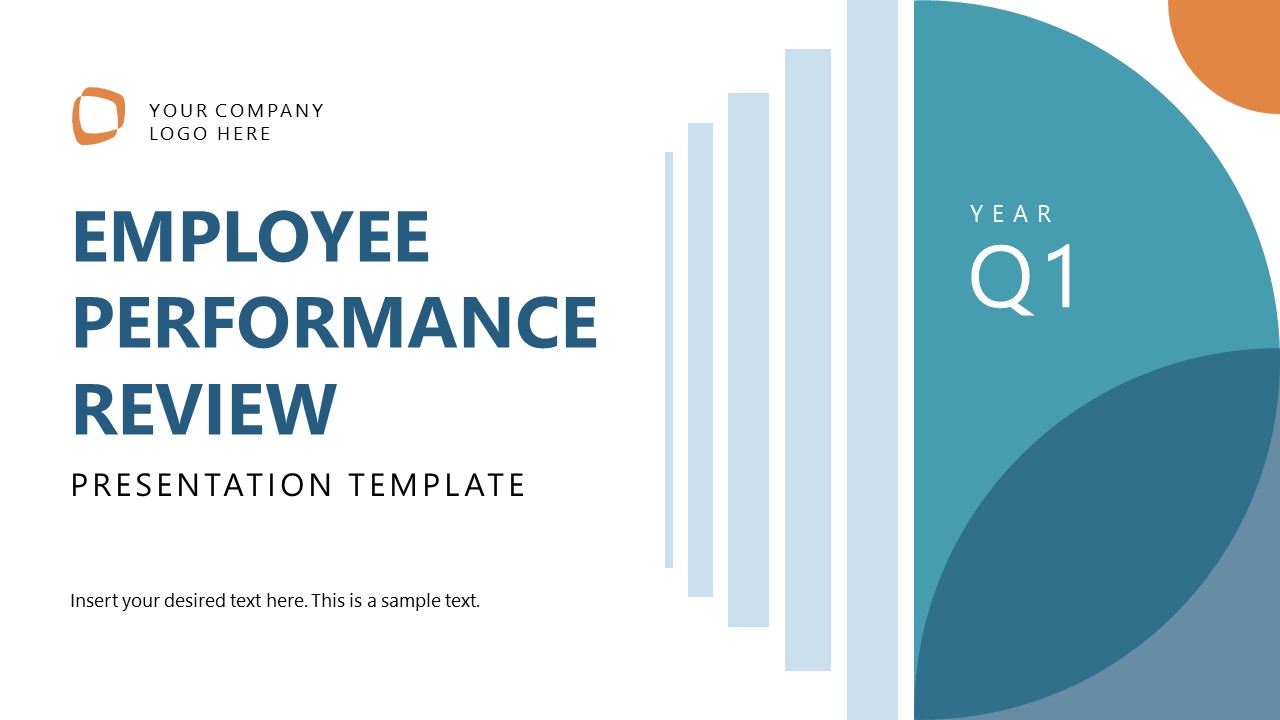 YOUR COMPANY
LOGO HERE
EMPLOYEE
PERFORMANCE
REVIEW
PRESENTATION TEMPLATE
Insert your desired text here. This is a sample text.
YEAR
Q1